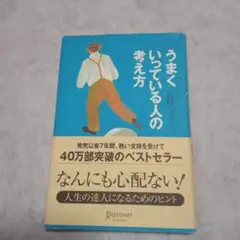 うまく
いっている人の
考え方
発売以来7年間、熱い支持を受けて
40万部突破のベストセラー
なんにも心配ない!
人生の達人になるためのヒント
Discover